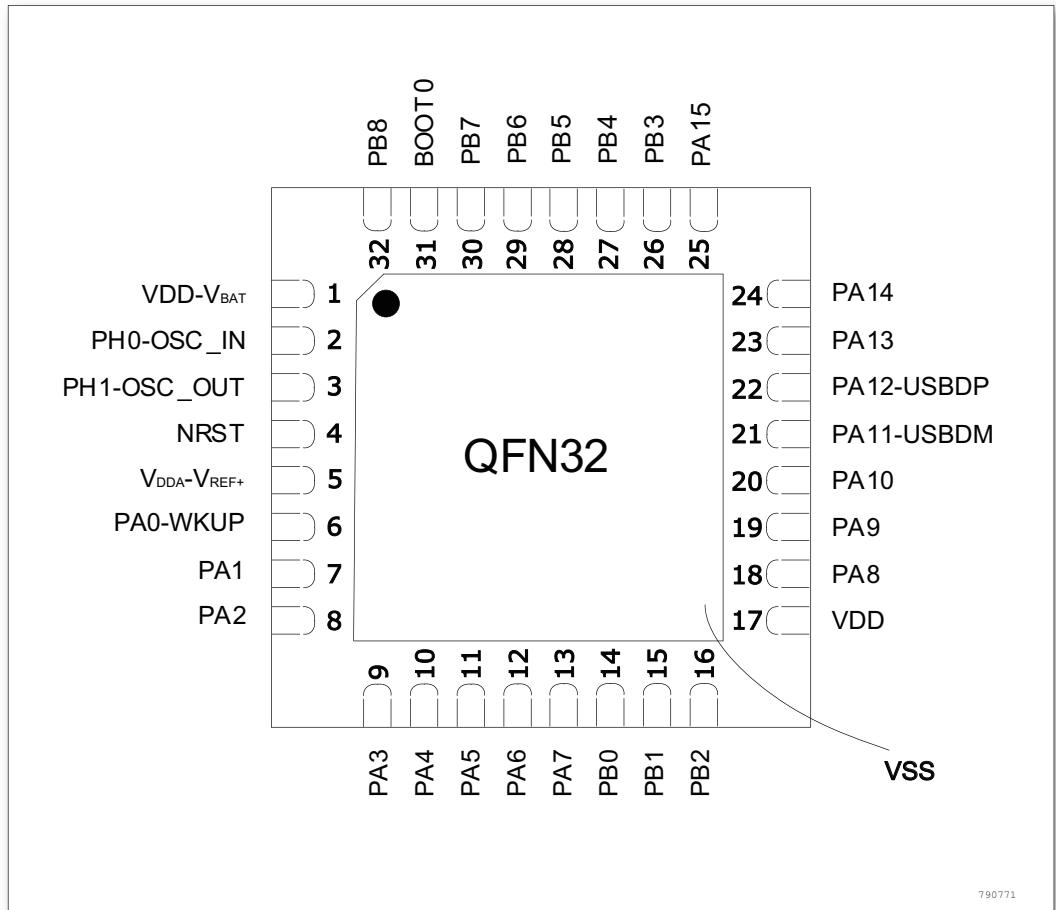 PB8
BOOT0
PB7
PB6
PB5
PB4
PB3
PA15
32
31
30
29
28
27
26
25
VDD-VBAT 1
PH0-OSC_IN 2
PH1-OSC_OUT 3
NRST 4
VDDA-VREF+ 5
PA0-WKUP 6
PA1 7
PA2 8
QFN32
24 PA14
23 PA13
22 PA12-USBDP
21 PA11-USBDM
20 PA10
19 PA9
18 PA8
17 VDD
9
10
11
12
13
14
15
16
PA3
PA4
PA5
PA6
PA7
PB0
PB1
PB2
VSS
790771